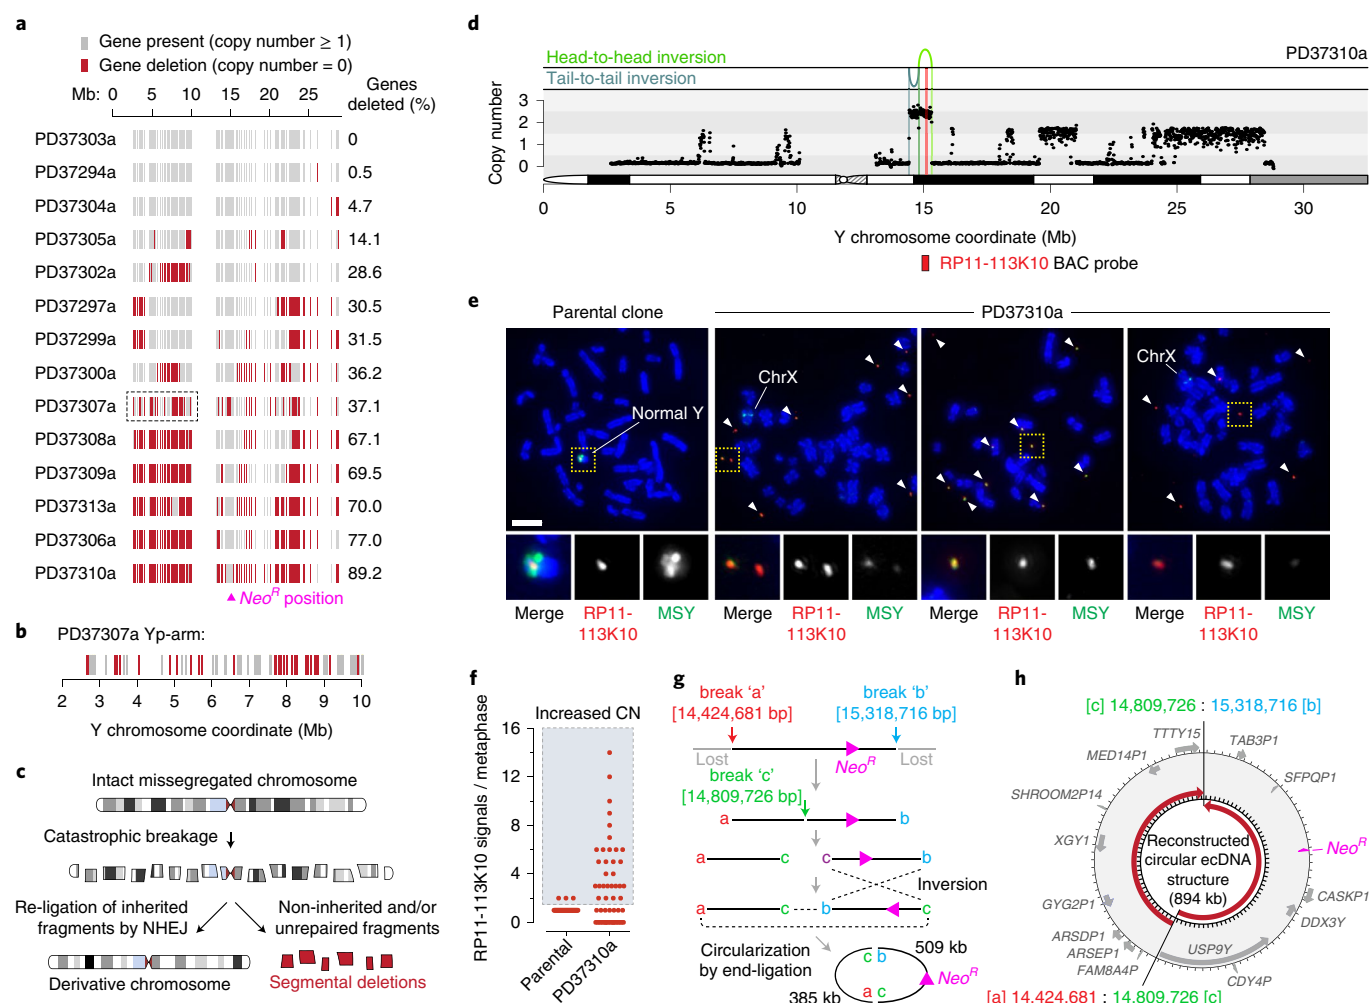 a
Gene present (copy number ≥ 1)
Gene deletion (copy number = 0)
Genes deleted (%)
Mb: 0 5 10 15 20 25
PD37303a 0
PD37294a 0.5
PD37304a 4.7
PD37305a 14.1
PD37302a 28.6
PD37297a 30.5
PD37299a 31.5
PD37300a 36.2
PD37307a 37.1
PD37308a 67.1
PD37309a 69.5
PD37313a 70.0
PD37306a 77.0
PD37310a 89.2
Neo^R position
b
PD37307a Yp-arm:
2 3 4 5 6 7 8 9 10
Y chromosome coordinate (Mb)
c
Intact missegregated chromosome
Catastrophic breakage
Re-ligation of inherited fragments by NHEJ
Non-inherited and/or unrepaired fragments
Derivative chromosome
Segmental deletions
d
PD37310a
Head-to-head inversion
Tail-to-tail inversion
Copy number
3
2
1
0
0 5 10 15 20 25 30
Y chromosome coordinate (Mb)
RP11-113K10 BAC probe
e
Parental clone
PD37310a
Normal Y
ChrX
ChrX
Merge RP11-113K10 MSY
Merge RP11-113K10 MSY
Merge RP11-113K10 MSY
Merge RP11-113K10 MSY
f
Increased CN
RP11-113K10 signals / metaphase
16
12
8
4
0
Parental
PD37310a
g
break ‘a’
[14,424,681 bp]
break ‘b’
[15,318,716 bp]
Lost
Neo^R
Lost
break ‘c’
[14,809,726 bp]
a b
a c c b
Inversion
a c b c
Circularization by end-ligation
509 kb
c b
Neo^R
a c
385 kb
h
[c] 14,809,726 : 15,318,716 [b]
TTTY15
TAB3P1
MED14P1
SFPQP1
SHROOM2P14
XGY1
Neo^R
Reconstructed circular ecDNA structure (894 kb)
CASKP1
GYG2P1
DDX3Y
ARSDP1
ARSEP1
FAM8A4P
USP9Y
CDY4P
[a] 14,424,681 : 14,809,726 [c]